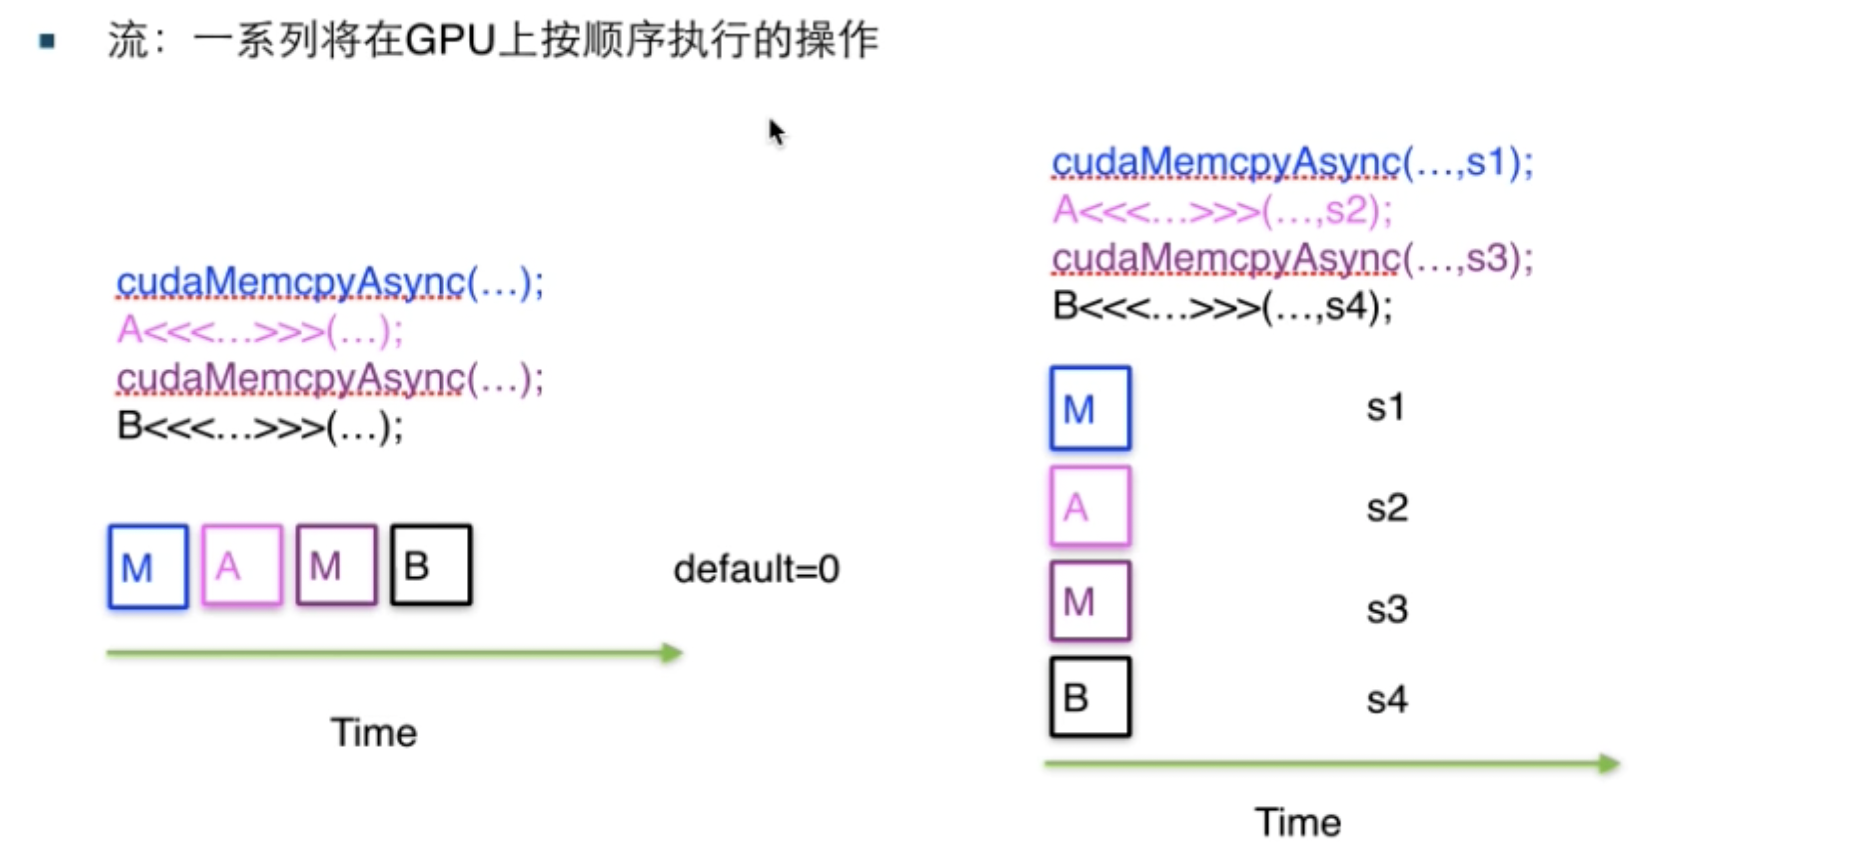 流：一系列将在GPU上按顺序执行的操作
cudaMemcpyAsync(...);
A<<<...>>>(...);
cudaMemcpyAsync(...);
B<<<...>>>(...);
M A M B
default=0
Time
cudaMemcpyAsync(...,s1);
A<<<...>>>(...,s2);
cudaMemcpyAsync(...,s3);
B<<<...>>>(...,s4);
M s1
A s2
M s3
B s4
Time